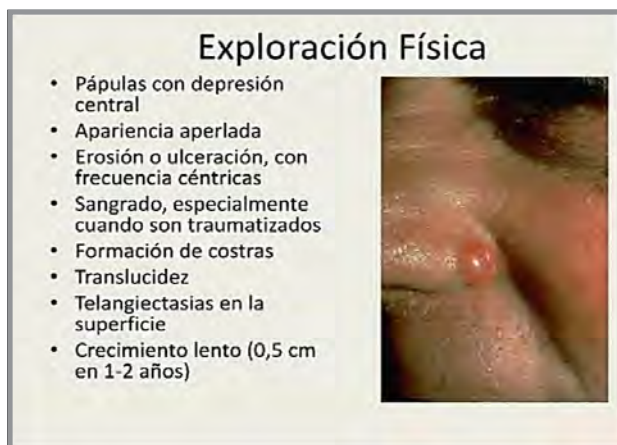 Exploración Física
• Pápulas con depresión
central
• Apariencia aperlada
• Erosión o ulceración, con
frecuencia céntricas
• Sangrado, especialmente
cuando son traumatizados
• Formación de costras
• Translucidez
• Telangiectasias en la
superficie
• Crecimiento lento (0,5 cm
en 1-2 años)